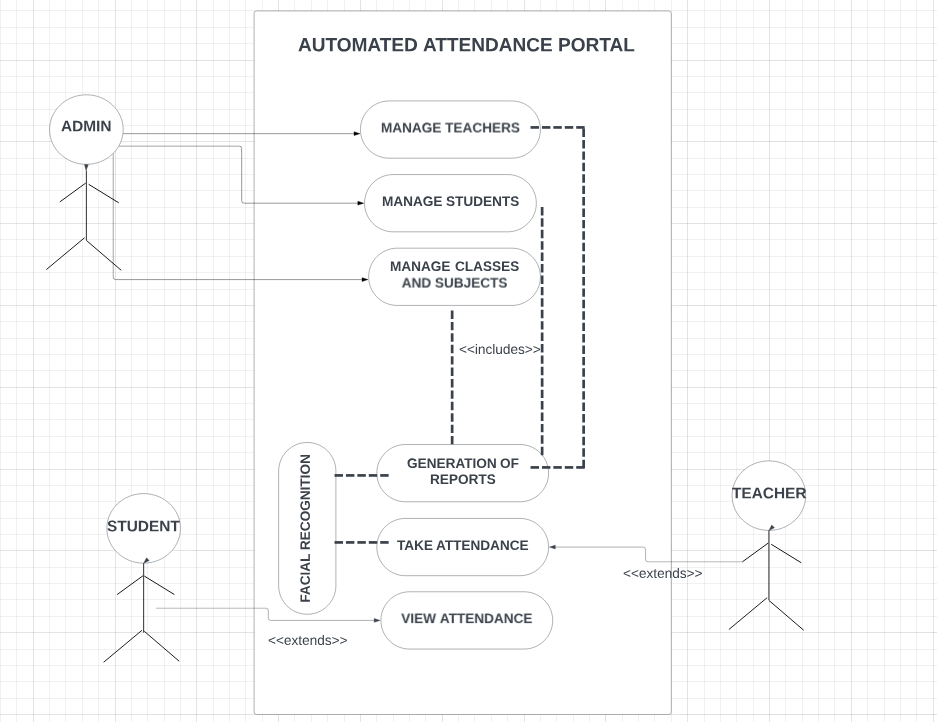 AUTOMATED ATTENDANCE PORTAL
ADMIN
MANAGE TEACHERS
MANAGE STUDENTS
MANAGE CLASSES
AND SUBJECTS
<<includes>>
GENERATION OF
REPORTS
FACIAL RECOGNITION
TEACHER
STUDENT
TAKE ATTENDANCE
<<extends>>
VIEW ATTENDANCE
<<extends>>